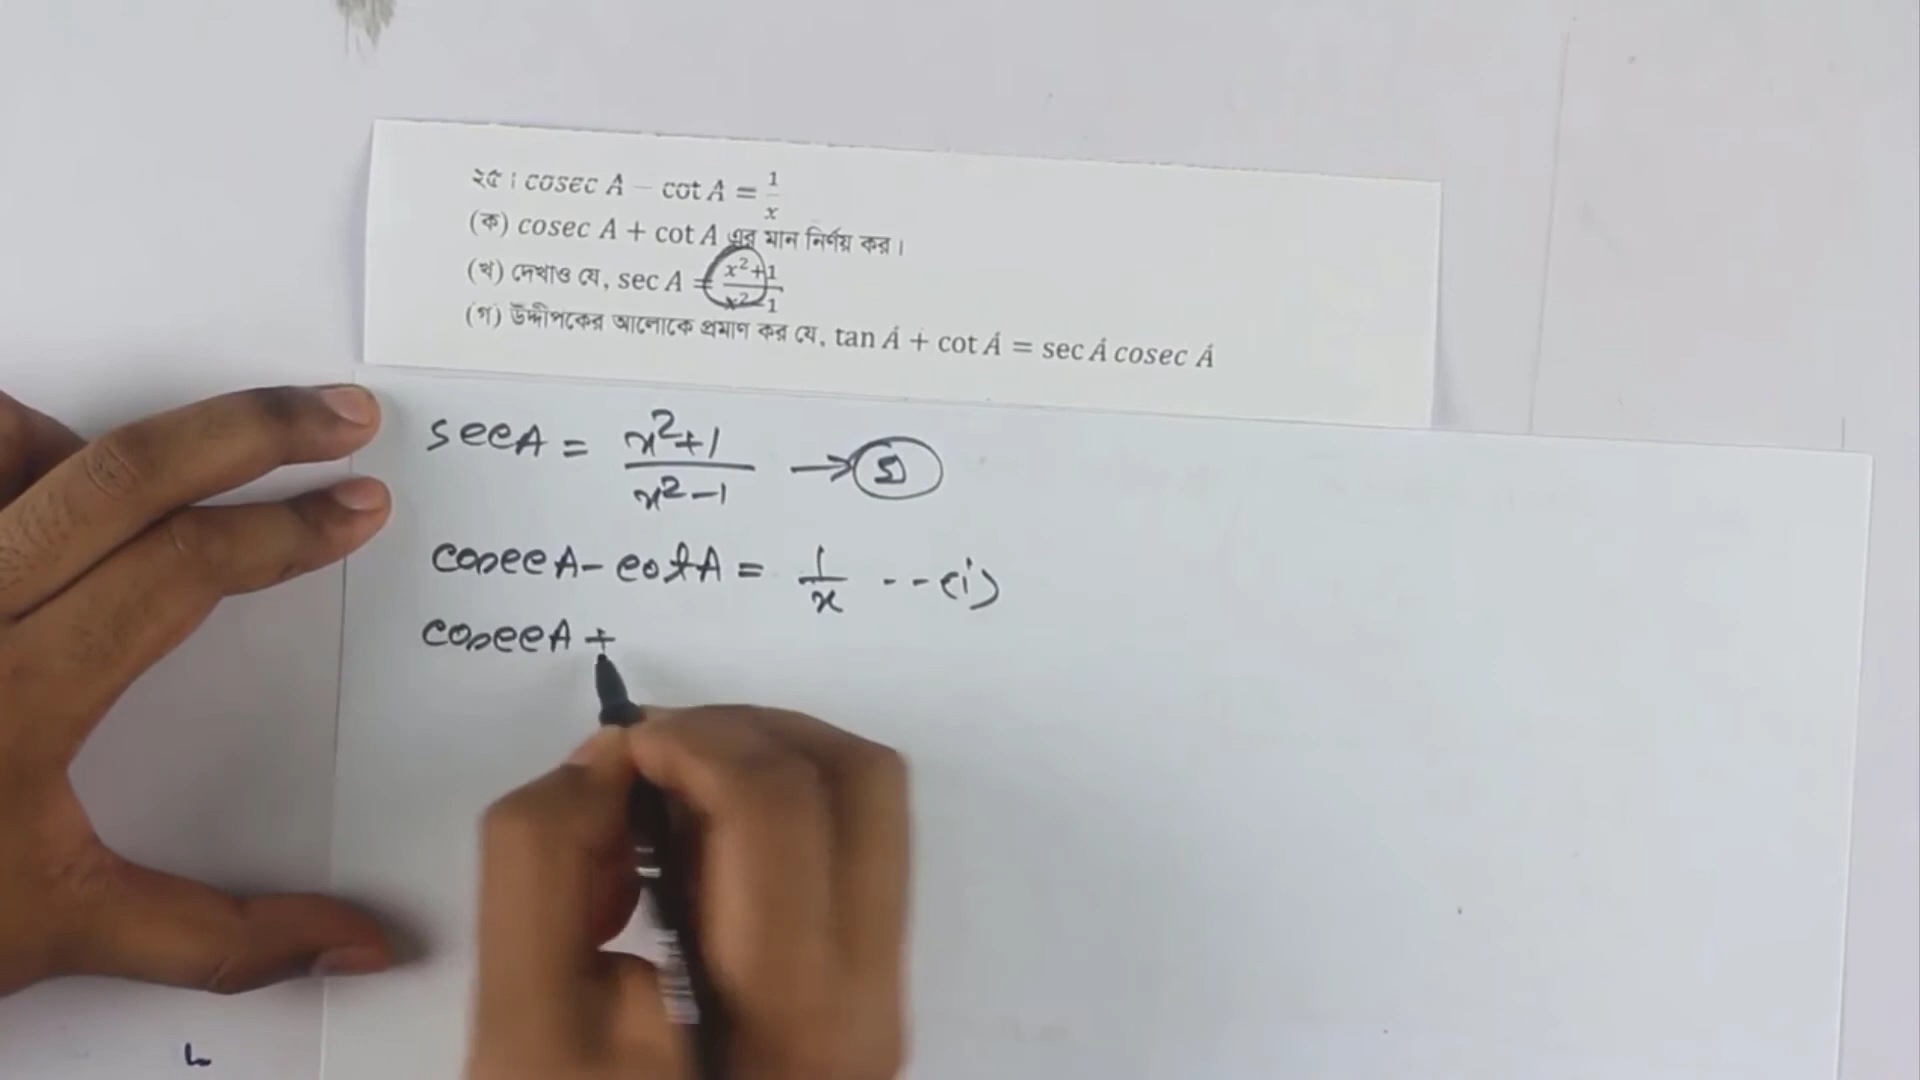 ২৫। cosec A − cot A = 1/x
(ক) cosec A + cot A এর মান নির্ণয় কর।
(খ) দেখাও যে, sec A = x²+1/x²−1
(গ) উদ্দীপকের আলোকে প্রমাণ কর যে, tan Á + cot Á = sec Á cosec Á
secA = x²+1/x²−1 → ১
cosecA − cotA = 1/x --(i)
cosecA +